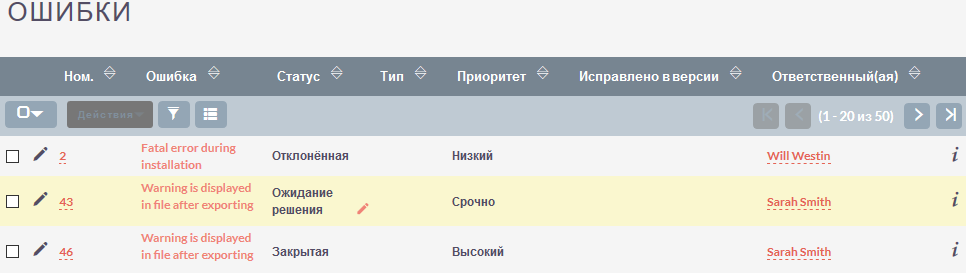 ОШИБКИ
Ном. Ошибка Статус Тип Приоритет Исправлено в версии Ответственный(ая)
Действия (1 - 20 из 50)
2 Fatal error during installation Отклонённая Низкий Will Westin
43 Warning is displayed in file after exporting Ожидание решения Срочно Sarah Smith
46 Warning is displayed in file after exporting Закрытая Высокий Sarah Smith